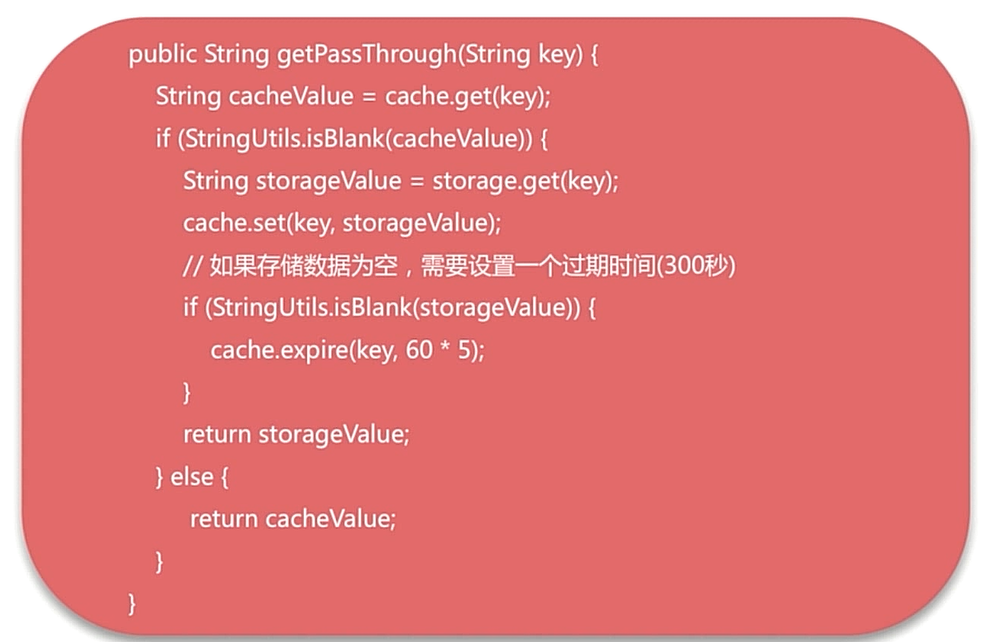 public String getPassThrough(String key) {
String cacheValue = cache.get(key);
if (StringUtils.isBlank(cacheValue)) {
String storageValue = storage.get(key);
cache.set(key, storageValue);
// 如果存储数据为空，需要设置一个过期时间(300秒)
if (StringUtils.isBlank(storageValue)) {
cache.expire(key, 60 * 5);
}
return storageValue;
} else {
return cacheValue;
}
}